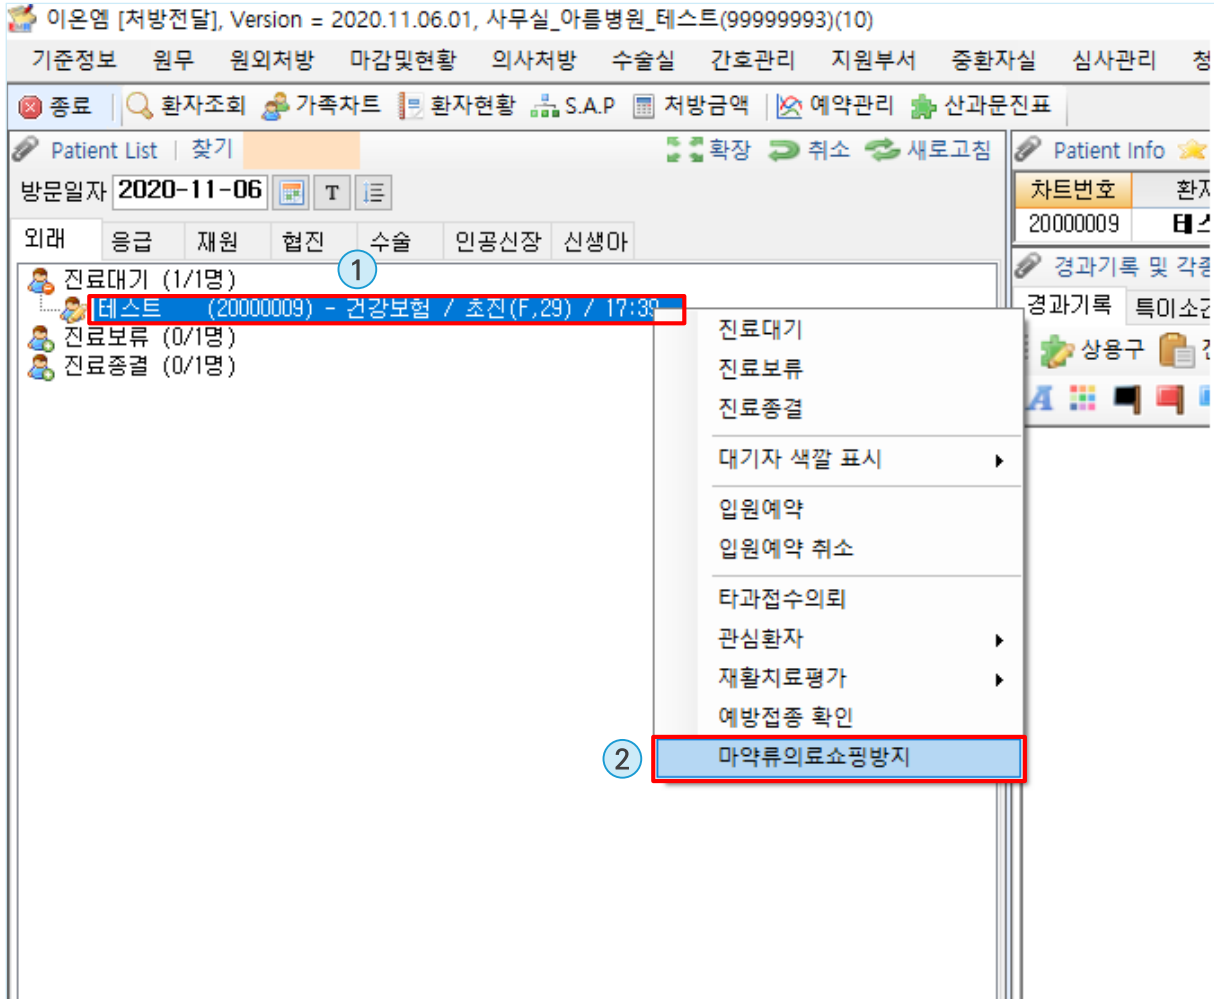 이온엠 [처방전달], Version = 2020.11.06.01, 사무실_아름병원_테스트(99999993)(10)
기준정보 원무 원외처방 마감및현황 의사처방 수술실 간호관리 지원부서 중환자실 심사관리 청
종료 환자조회 가족차트 환자현황 S.A.P 처방금액 예약관리 산과문진표
Patient List 찾기 확장 취소 새로고침 Patient Info
방문일자 2020-11-06 T
차트번호 환자
20000009 테스
외래 응급 재원 협진 수술 인공신장 신생아
경과기록 및 각종
경과기록 특이소견
상용구
진료대기 (1/1명)
1
테스트 (20000009) - 건강보험 / 초진(F,29) / 17:39
진료보류 (0/1명)
진료종결 (0/1명)
진료대기
진료보류
진료종결
대기자 색깔 표시
입원예약
입원예약 취소
타과접수의뢰
관심환자
재활치료평가
예방접종 확인
2 마약류의료쇼핑방지